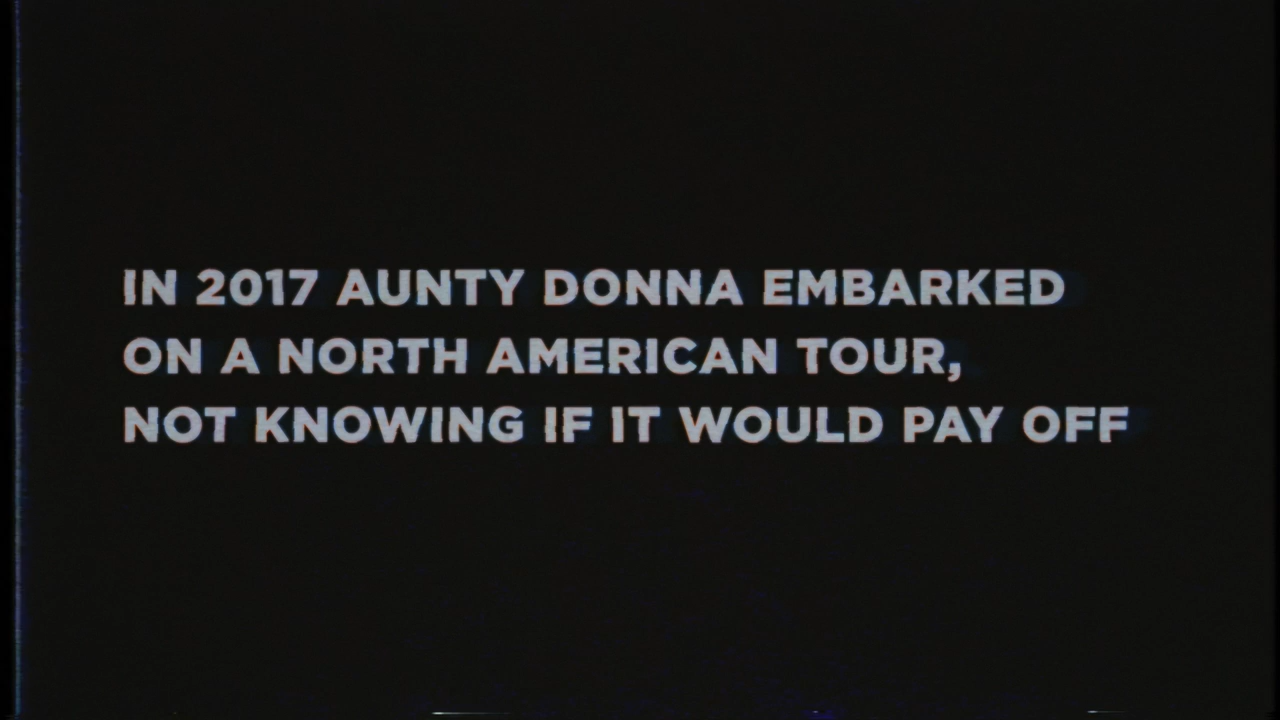 IN 2017 AUNTY DONNA EMBARKED
ON A NORTH AMERICAN TOUR,
NOT KNOWING IF IT WOULD PAY OFF